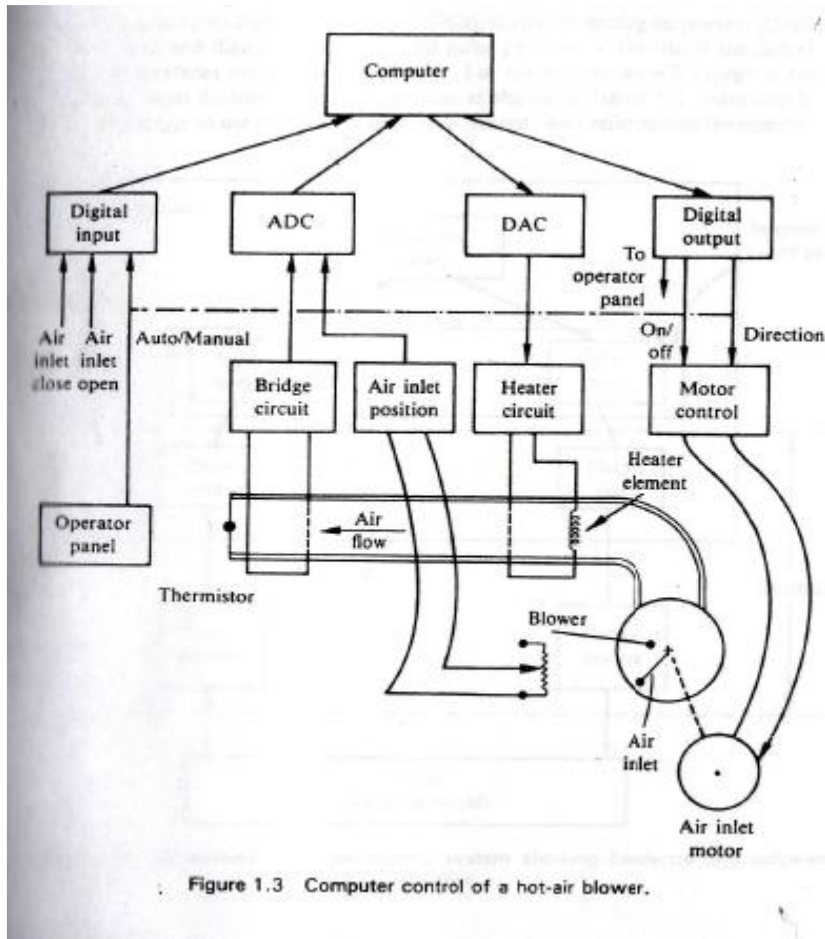 Computer
Digital
input
ADC
DAC
Digital
output
To
operator
panel
Air
inlet
close
Air
inlet
open
Auto/Manual
On/
off
Direction
Bridge
circuit
Air inlet
position
Heater
circuit
Motor
control
Heater
element
Operator
panel
Air
flow
Thermistor
Blower
Air
inlet
Air inlet
motor
Figure 1.3 Computer control of a hot-air blower.